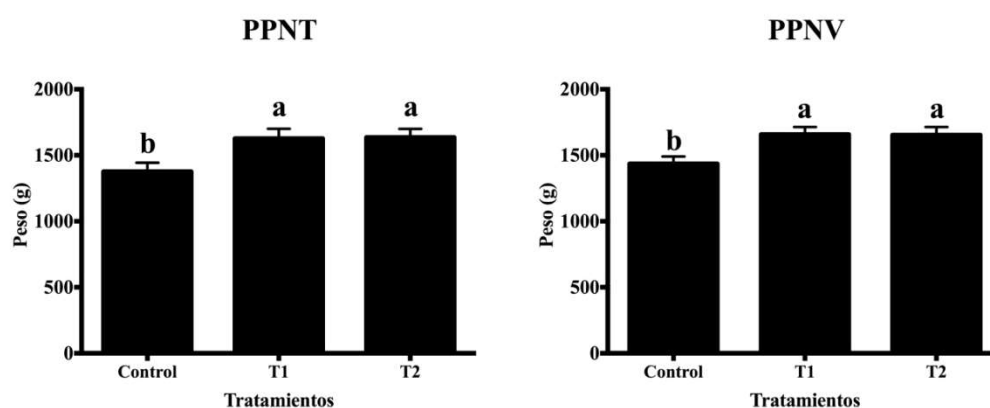 PPNT
2000
1500
1000
500
0
Peso (g)
b
a
a
Control
T1
T2
Tratamientos
PPNV
2000
1500
1000
500
0
Peso (g)
b
a
a
Control
T1
T2
Tratamientos